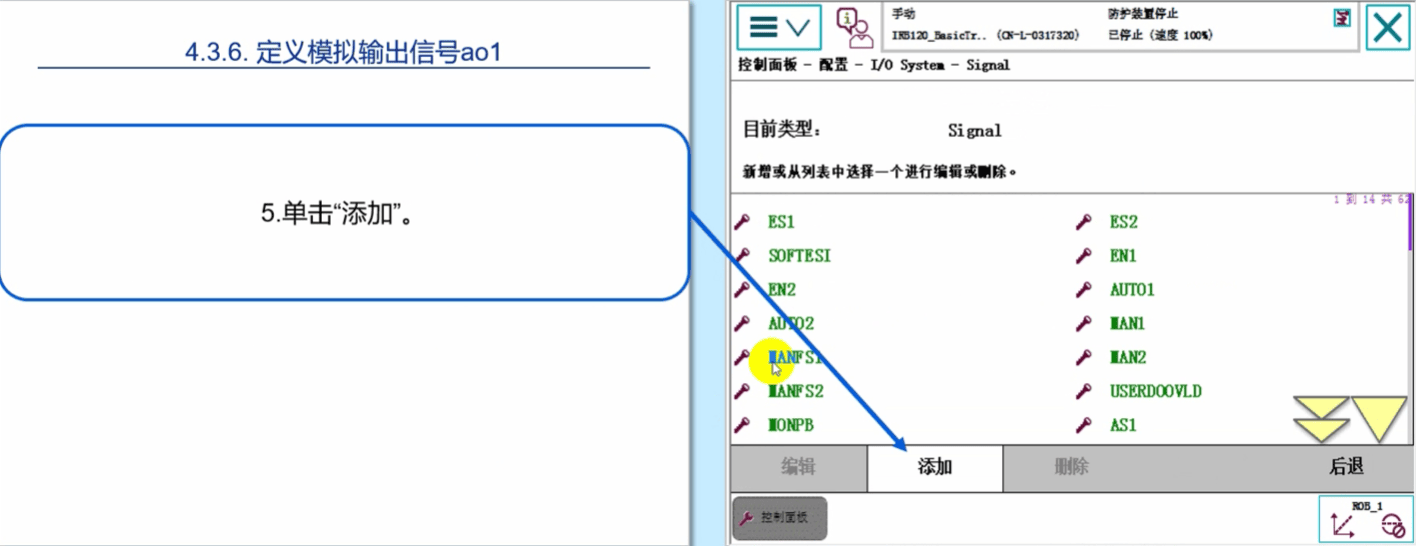 4.3.6. 定义模拟输出信号ao1
5.单击“添加”。
手动
IRB120_BasicTr.. (CN-L-0317320)
防护装置停止
已停止 (速度 100%)
控制面板 - 配置 - I/O System - Signal
目前类型: Signal
新增或从列表中选择一个进行编辑或删除。
1 到 14 共 62
ES1 ES2
SOFTESI EN1
EN2 AUTO1
AUTO2 MAN1
MANFS1 MAN2
MANFS2 USERDOOVLD
MONPB AS1
编辑 添加 删除 后退
控制面板
ROB_1